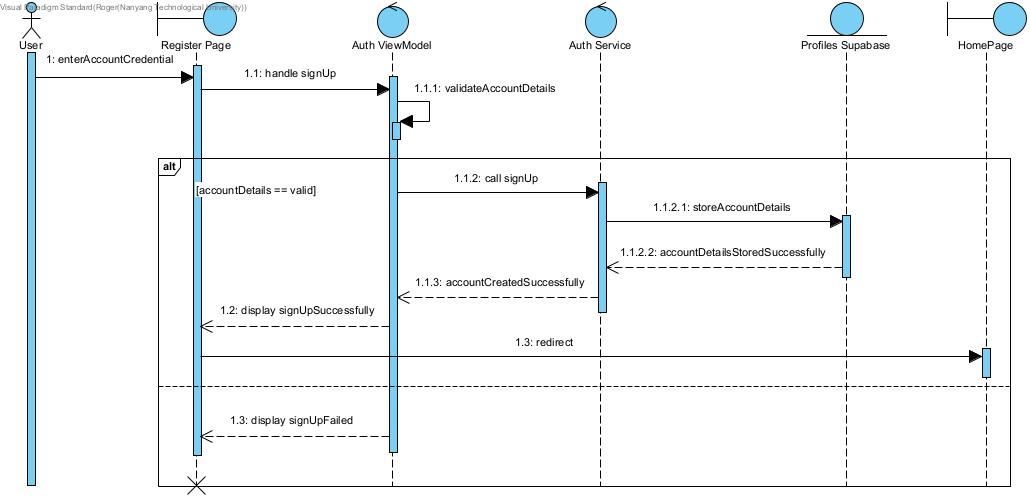 Visual Paradigm Standard(Roger(Nanyang Technological University))
User
Register Page
Auth ViewModel
Auth Service
Profiles Supabase
HomePage
1: enterAccountCredential
1.1: handle signUp
1.1.1: validateAccountDetails
alt
[accountDetails == valid]
1.1.2: call signUp
1.1.2.1: storeAccountDetails
1.1.2.2: accountDetailsStoredSuccessfully
1.1.3: accountCreatedSuccessfully
1.2: display signUpSuccessfully
1.3: redirect
1.3: display signUpFailed